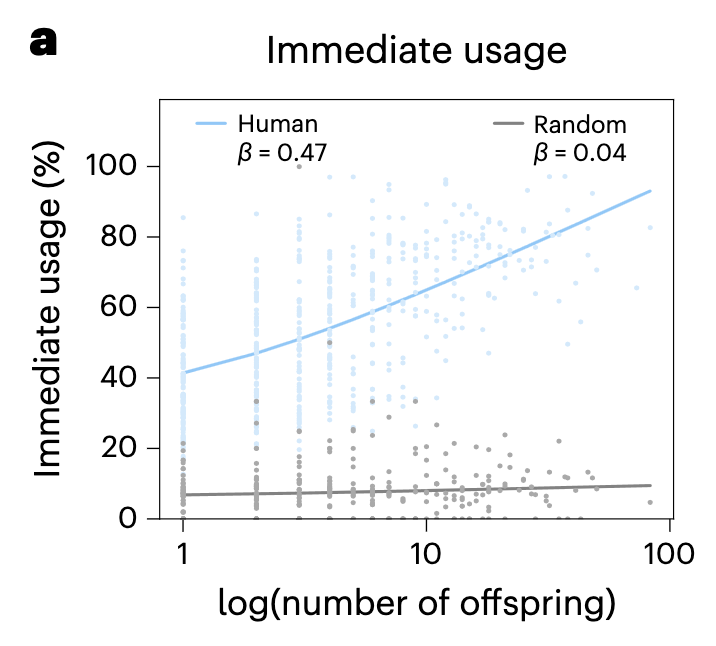 a
Immediate usage
Human
β = 0.47
Random
β = 0.04
Immediate usage (%)
100
80
60
40
20
0
1
10
100
log(number of offspring)